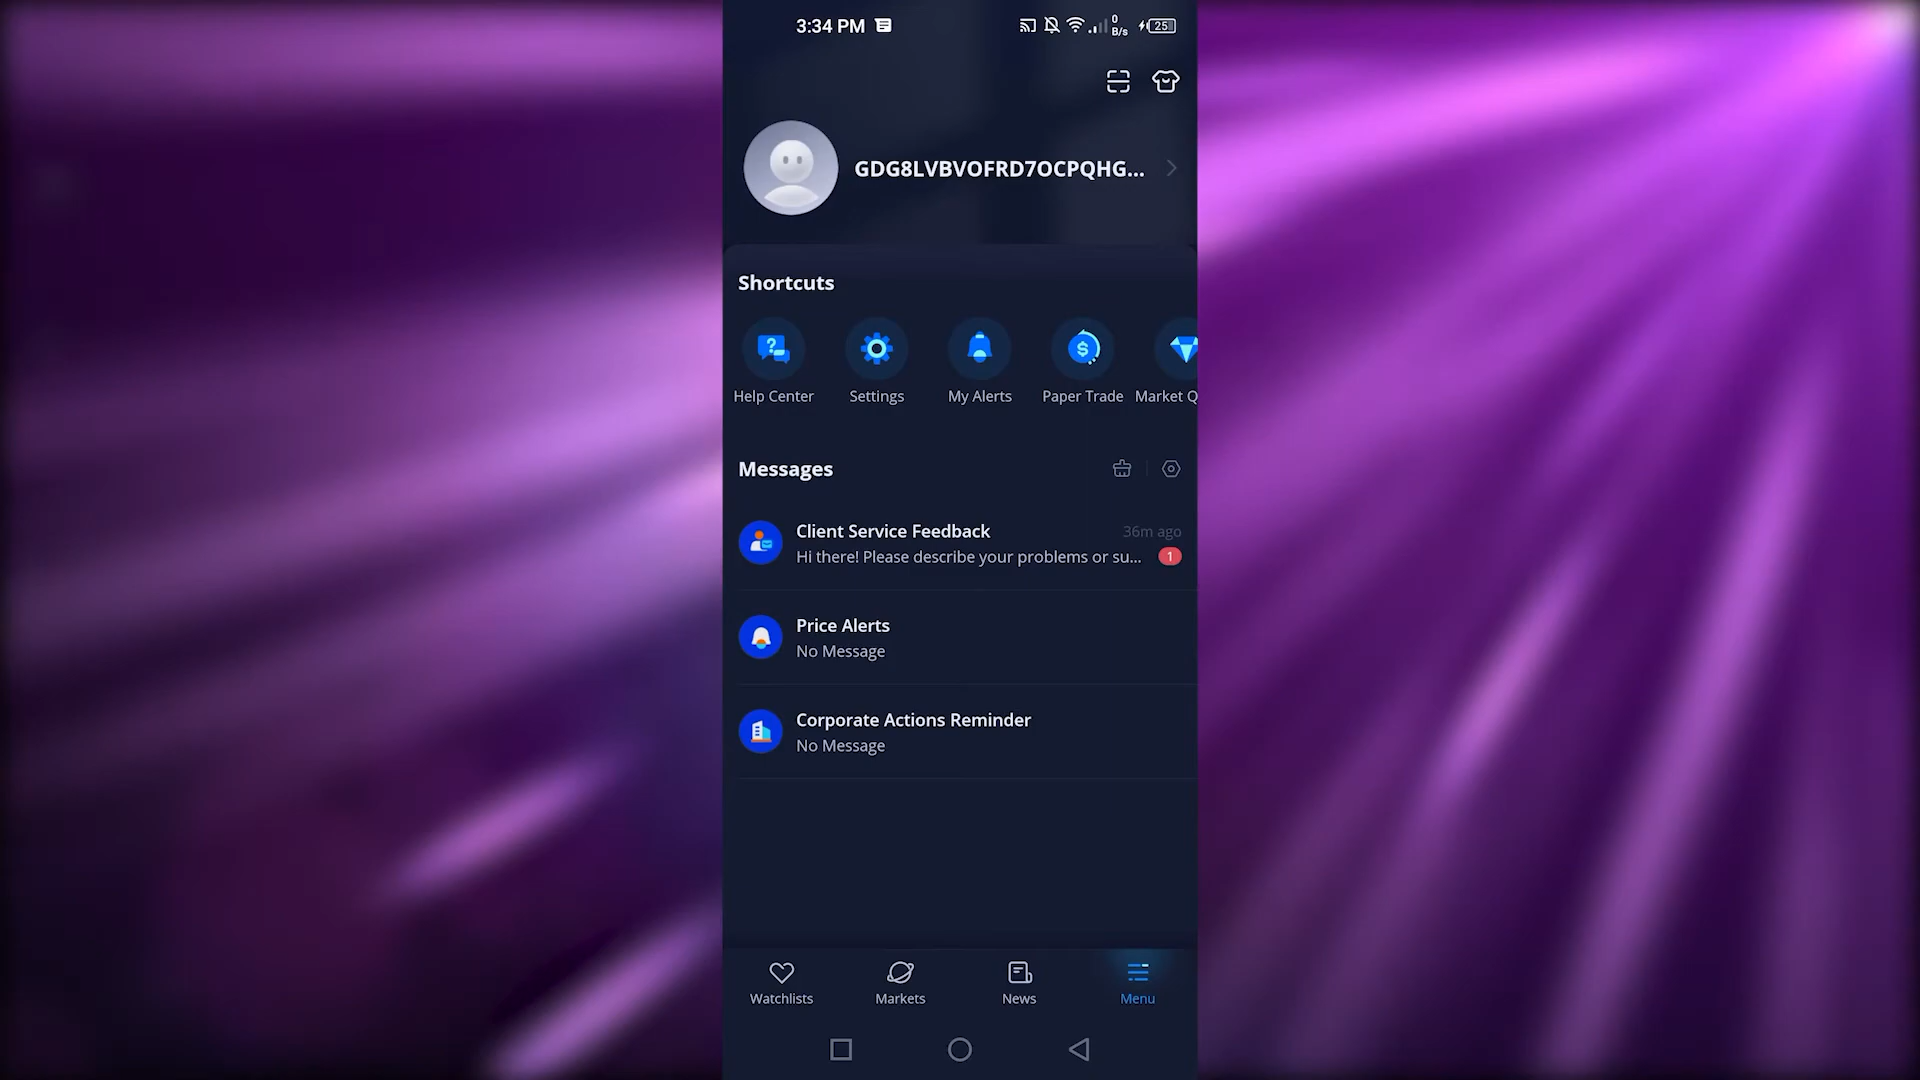 3:34 PM
0
B/s
25
GDG8LVBVOFRD7OCPQHG...
Shortcuts
Help Center
Settings
My Alerts
Paper Trade
Market Q
Messages
Client Service Feedback
36m ago
Hi there! Please describe your problems or su...
1
Price Alerts
No Message
Corporate Actions Reminder
No Message
Watchlists
Markets
News
Menu